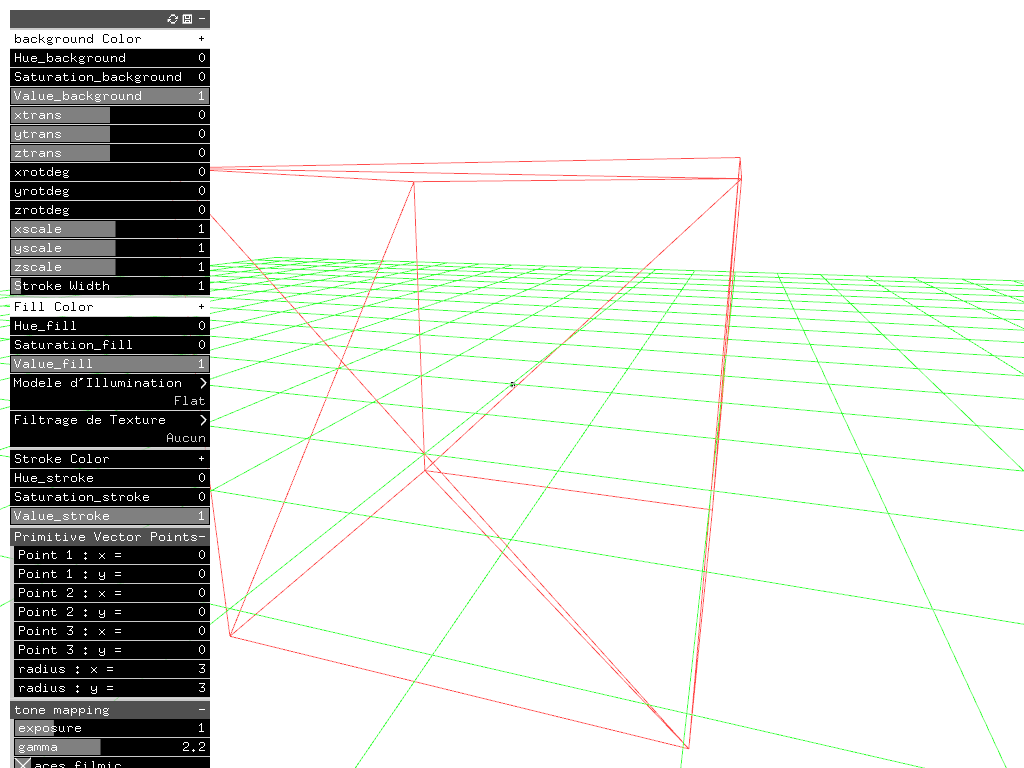 background Color +
Hue_background 0
Saturation_background 0
Value_background 1
xtrans 0
ytrans 0
ztrans 0
xrotdeg 0
yrotdeg 0
zrotdeg 0
xscale 1
yscale 1
zscale 1
Stroke Width 1
Fill Color +
Hue_fill 0
Saturation_fill 0
Value_fill 1
Modele d'Illumination >
Flat
Filtrage de Texture >
Aucun
Stroke Color +
Hue_stroke 0
Saturation_stroke 0
Value_stroke 1
Primitive Vector Points-
Point 1 : x = 0
Point 1 : y = 0
Point 2 : x = 0
Point 2 : y = 0
Point 3 : x = 0
Point 3 : y = 0
radius : x = 3
radius : y = 3
tone mapping -
exposure 1
gamma 2.2
aces filmic